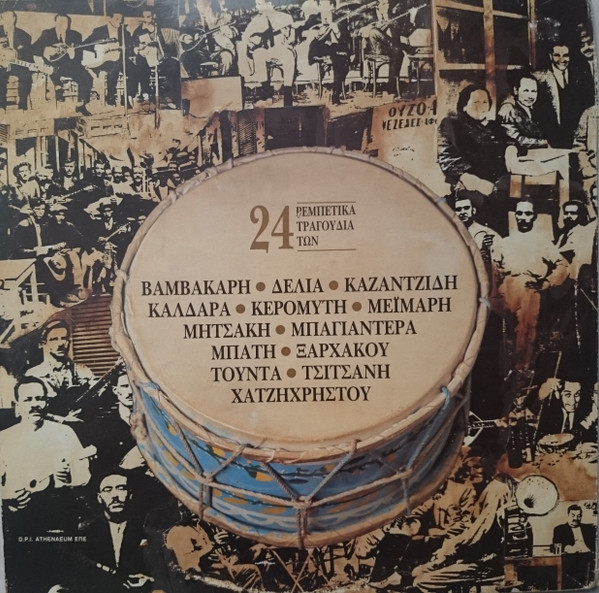 ΟΥΖΟ
ΜΕΖΕΔΕΣ
24 ΡΕΜΠΕΤΙΚΑ
ΤΡΑΓΟΥΔΙΑ
ΤΩΝ
ΒΑΜΒΑΚΑΡΗ • ΔΕΛΙΑ • ΚΑΖΑΝΤΖΙΔΗ
ΚΑΛΔΑΡΑ • ΚΕΡΟΜΥΤΗ • ΜΕΪΜΑΡΗ
ΜΗΤΣΑΚΗ • ΜΠΑΓΙΑΝΤΕΡΑ
ΜΠΑΤΗ • ΞΑΡΧΑΚΟΥ
ΤΟΥΝΤΑ • ΤΣΙΤΣΑΝΗ
ΧΑΤΖΗΧΡΗΣΤΟΥ
D.P.I. ATHENAEUM ΕΠΕ